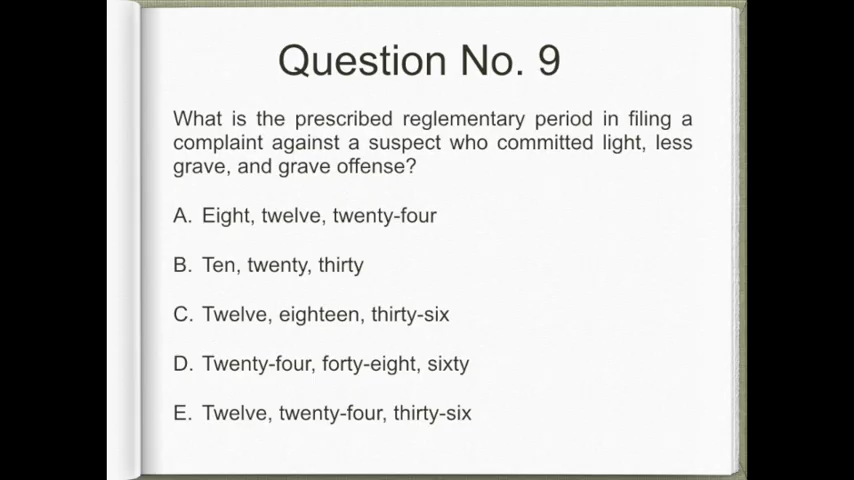 Question No. 9
What is the prescribed reglementary period in filing a
complaint against a suspect who committed light, less
grave, and grave offense?
A. Eight, twelve, twenty-four
B. Ten, twenty, thirty
C. Twelve, eighteen, thirty-six
D. Twenty-four, forty-eight, sixty
E. Twelve, twenty-four, thirty-six